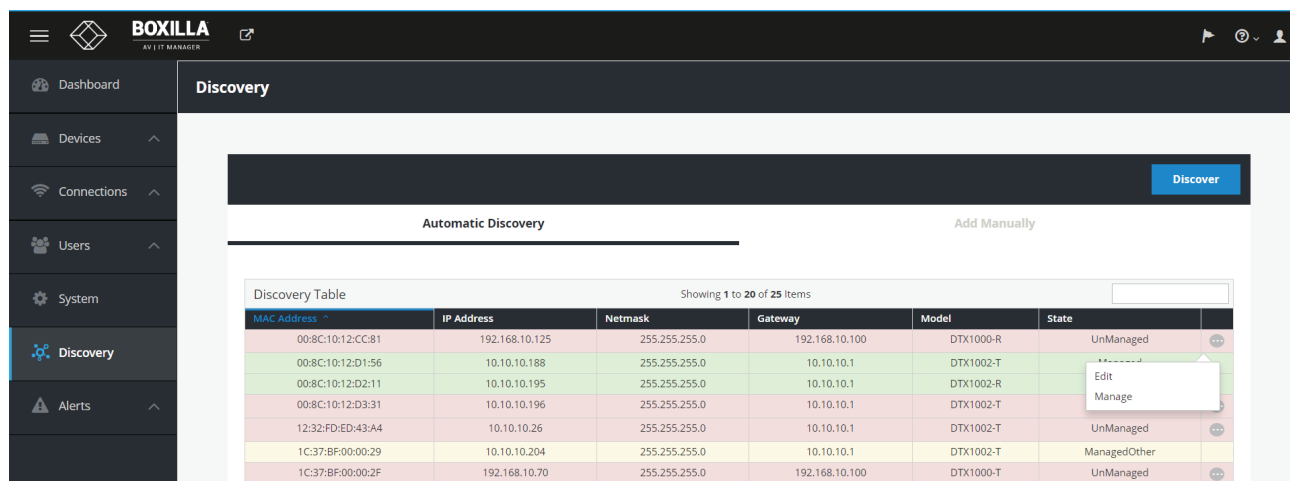 BOXILLA
AV | IT MANAGER
Dashboard
Discovery
Devices
Connections
Discover
Automatic Discovery Add Manually
Users
System
Discovery Table Showing 1 to 20 of 25 Items
MAC Address IP Address Netmask Gateway Model State
00:8C:10:12:CC:81 192.168.10.125 255.255.255.0 192.168.10.100 DTX1000-R UnManaged
Discovery
00:8C:10:12:D1:56 10.10.10.188 255.255.255.0 10.10.10.1 DTX1002-T
00:8C:10:12:D2:11 10.10.10.195 255.255.255.0 10.10.10.1 DTX1002-R
Edit
Manage
Alerts
00:8C:10:12:D3:31 10.10.10.196 255.255.255.0 10.10.10.1 DTX1002-T
12:32:FD:ED:43:A4 10.10.10.26 255.255.255.0 10.10.10.1 DTX1002-T UnManaged
1C:37:BF:00:00:29 10.10.10.204 255.255.255.0 10.10.10.1 DTX1002-T ManagedOther
1C:37:BF:00:00:2F 192.168.10.70 255.255.255.0 192.168.10.100 DTX1000-T UnManaged